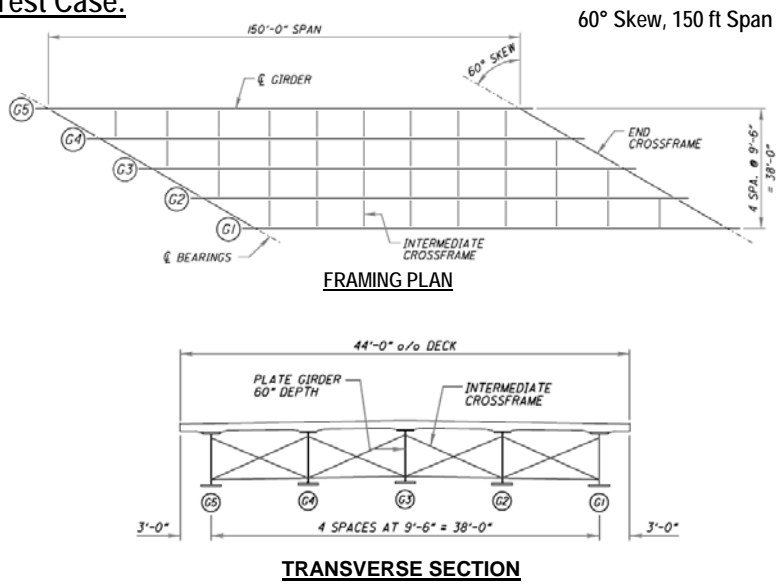 Test Case:
60° Skew, 150 ft Span
150'-0" SPAN
60° SKEW
℄ GIRDER
G5
G4
G3
G2
G1
END
CROSSFRAME
4 SPA. @ 9'-6"
= 38'-0"
INTERMEDIATE
CROSSFRAME
℄ BEARINGS
FRAMING PLAN
44'-0" o/o DECK
PLATE GIRDER
60" DEPTH
INTERMEDIATE
CROSSFRAME
G5 G4 G3 G2 G1
3'-0" 4 SPACES AT 9'-6" = 38'-0" 3'-0"
TRANSVERSE SECTION